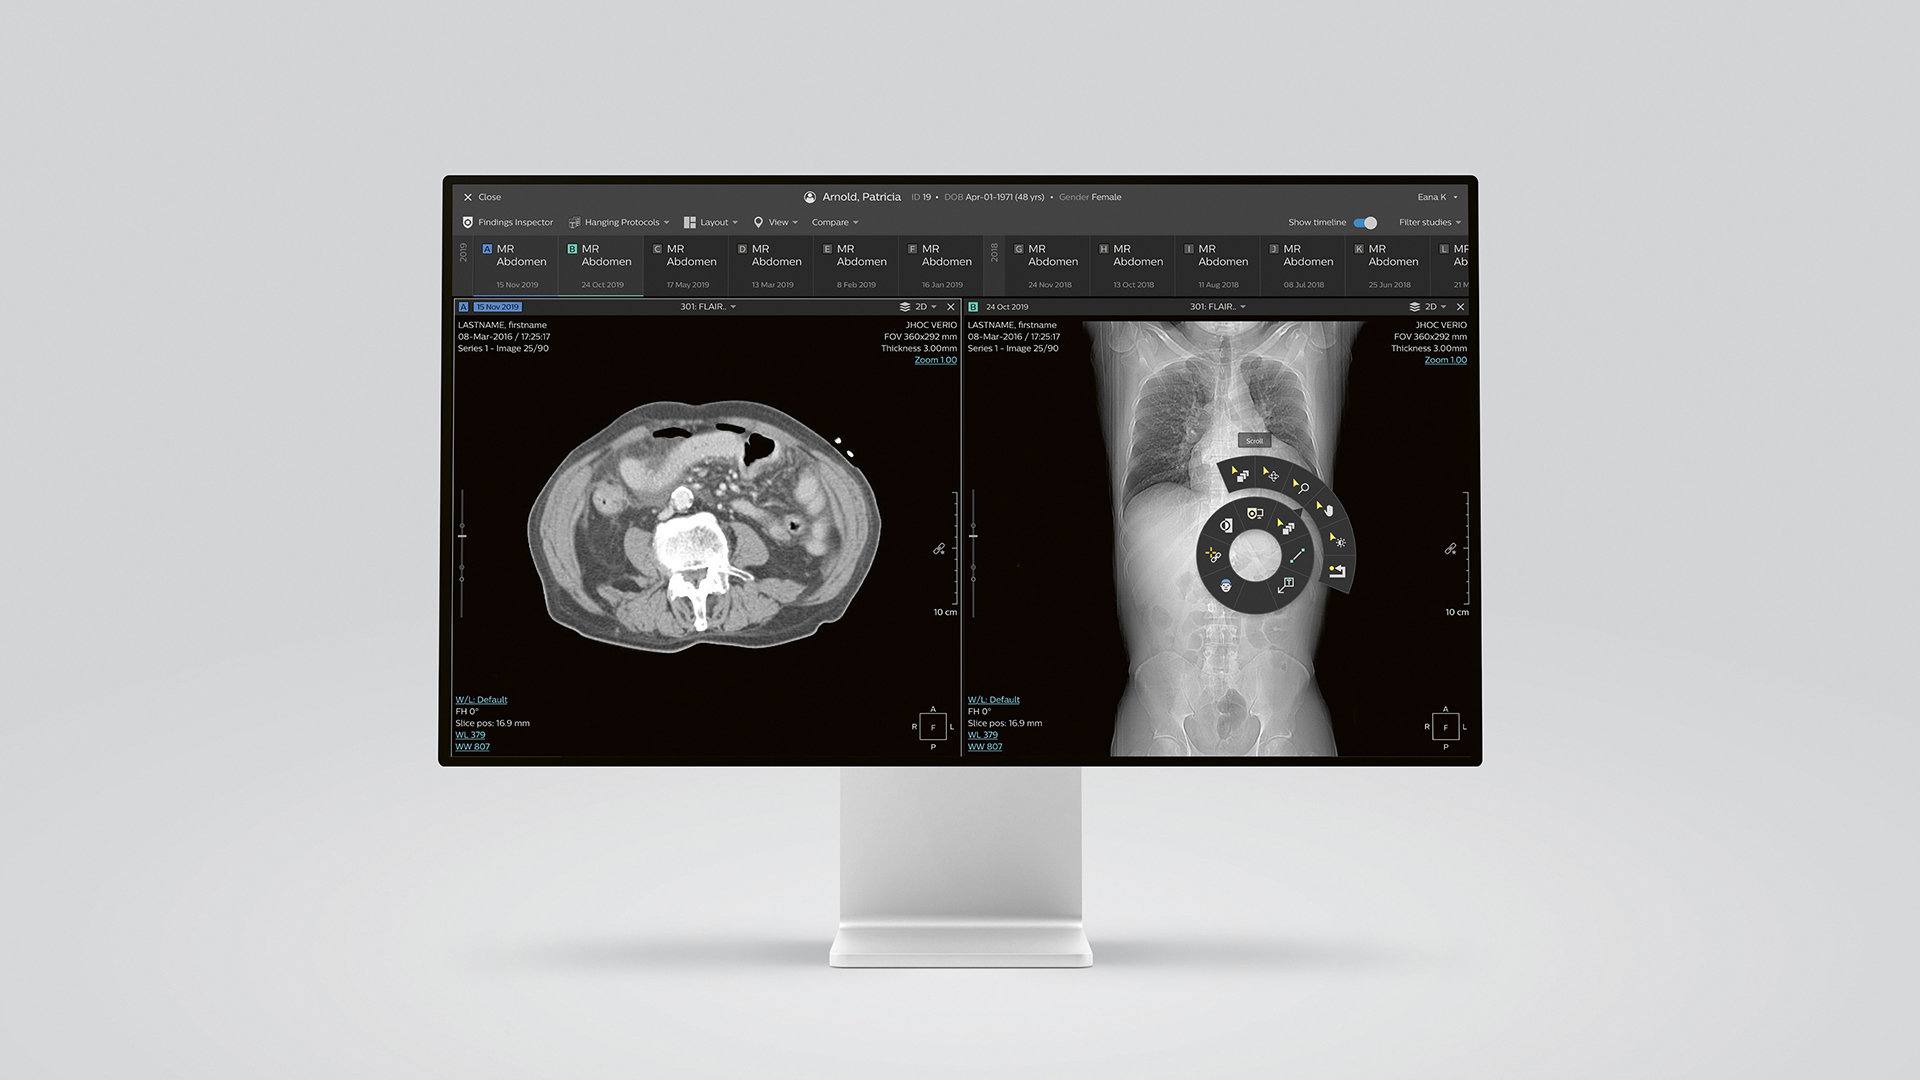 Close
Arnold, Patricia ID 19 • DOB Apr-01-1971 (48 yrs) • Gender Female
Eana K
Findings Inspector
Hanging Protocols
Layout
View
Compare
Show timeline
Filter studies
2019
A MR Abdomen
15 Nov 2019
B MR Abdomen
24 Oct 2019
C MR Abdomen
17 May 2019
D MR Abdomen
13 Mar 2019
E MR Abdomen
8 Feb 2019
F MR Abdomen
16 Jan 2019
2018
G MR Abdomen
24 Nov 2018
H MR Abdomen
13 Oct 2018
I MR Abdomen
11 Aug 2018
J MR Abdomen
08 Jul 2018
K MR Abdomen
25 Jun 2018
L MR Ab
21 M
A 15 Nov 2019
301: FLAIR..
2D
LASTNAME, firstname
08-Mar-2016 / 17:25:17
Series 1 - Image 25/90
JHOC VERIO
FOV 360x292 mm
Thickness 3.00mm
Zoom 1.00
10 cm
W/L: Default
FH 0°
Slice pos: 16.9 mm
WL 379
WW 807
A
R F L
P
B 24 Oct 2019
301: FLAIR..
2D
LASTNAME, firstname
08-Mar-2016 / 17:25:17
Series 1 - Image 25/90
JHOC VERIO
FOV 360x292 mm
Thickness 3.00mm
Zoom 1.00
Scroll
T
10 cm
W/L: Default
FH 0°
Slice pos: 16.9 mm
WL 379
WW 807
A
R F L
P